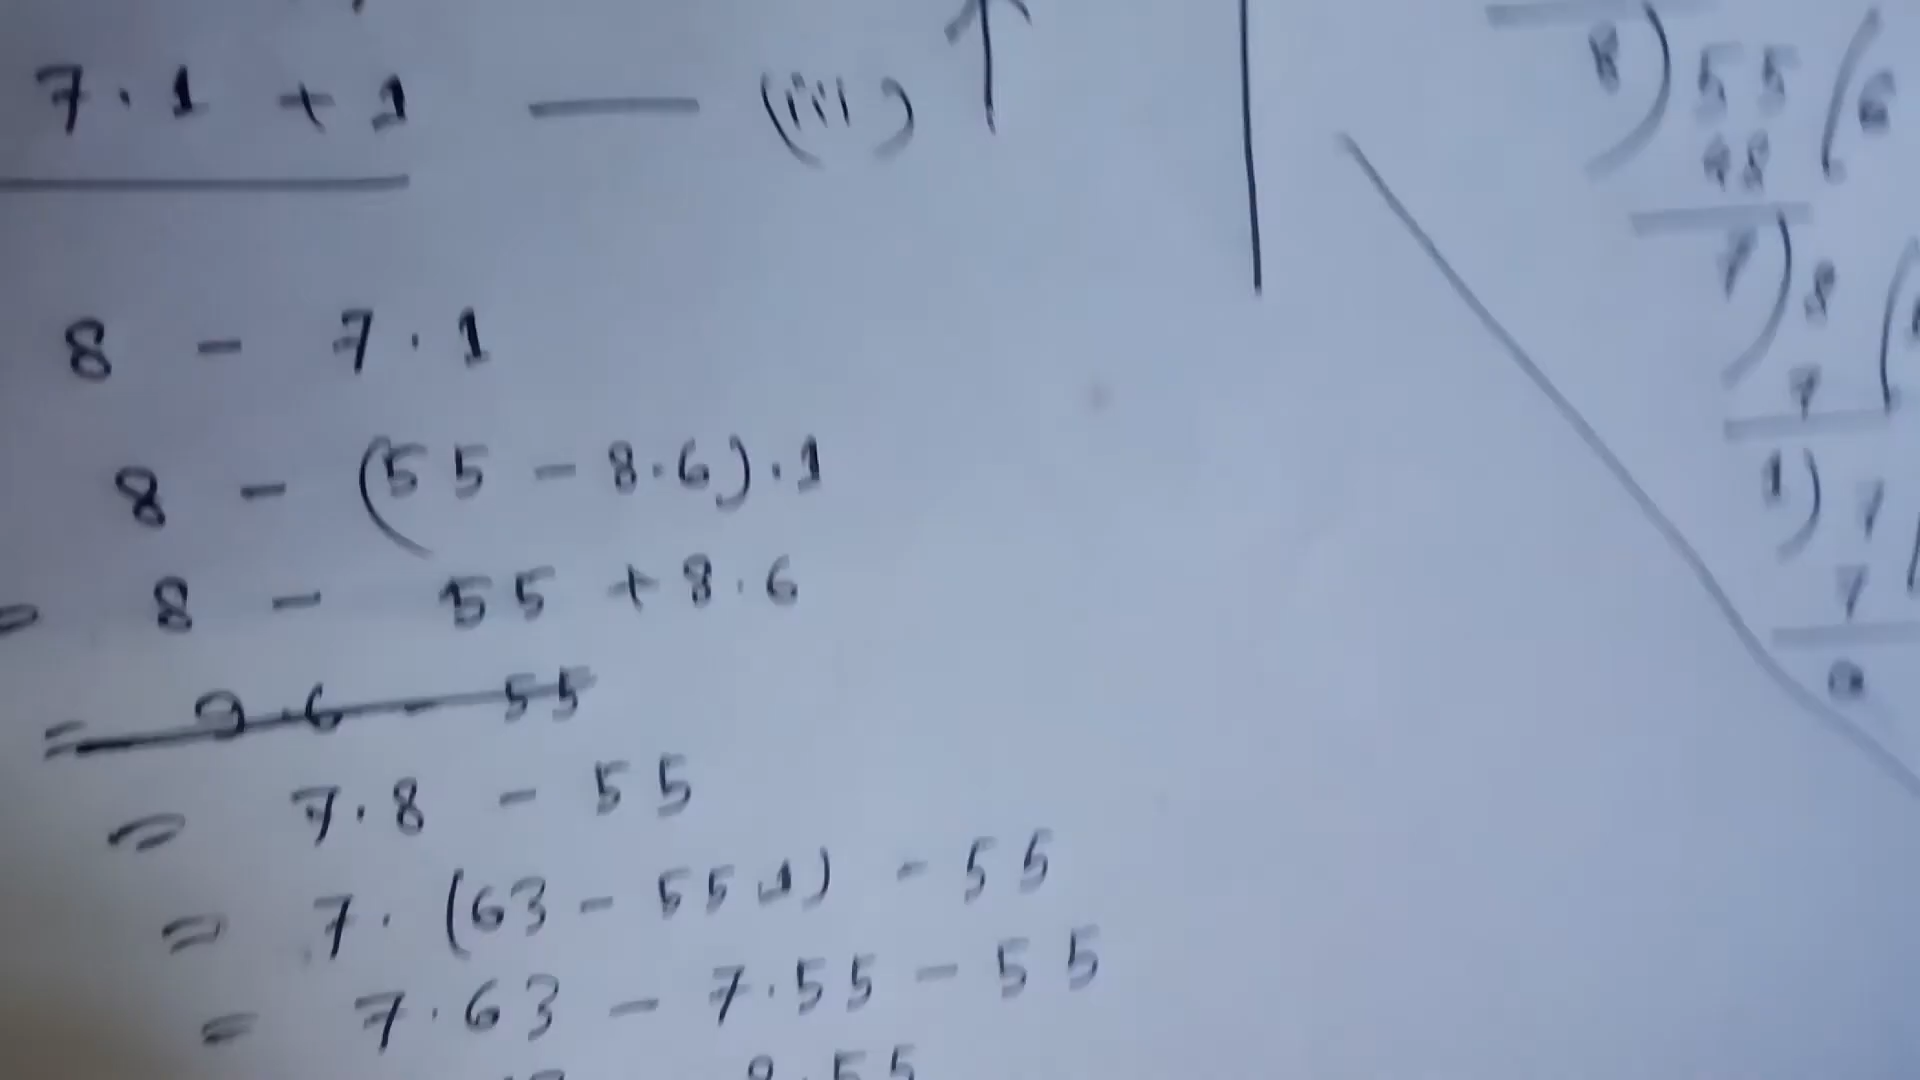 7.1 + 1 — (iii)
8 - 7.1
8 - (55 - 8.6).1
= 8 - 55 + 8.6
= 9.6 - 55
= 7.8 - 55
= 7.(63 - 55.1) - 55
= 7.63 - 7.55 - 55
8.55
8) 55 (6
48
7) 8 (
7
1) 7 (
7
0